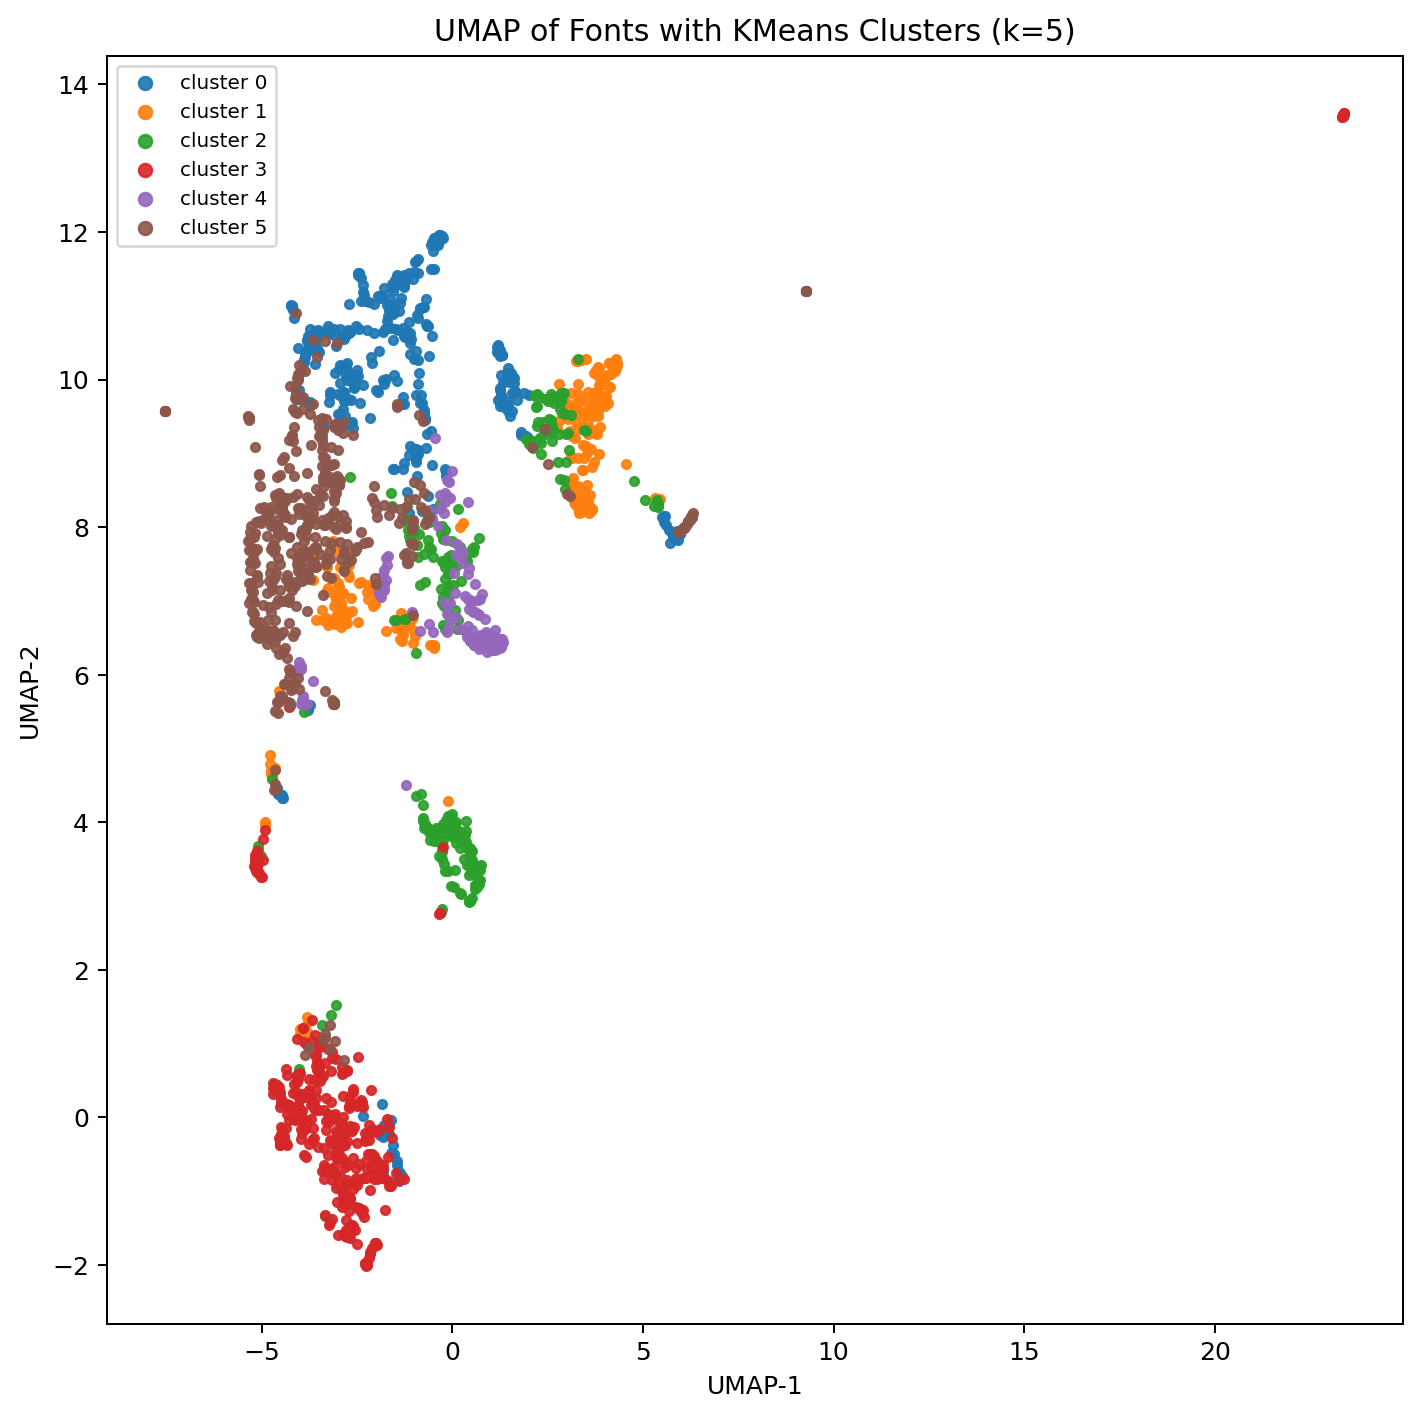 UMAP of Fonts with KMeans Clusters (k=5)
cluster 0
cluster 1
cluster 2
cluster 3
cluster 4
cluster 5
14
12
10
8
6
4
2
0
−2
UMAP-2
−5
0
5
10
15
20
UMAP-1